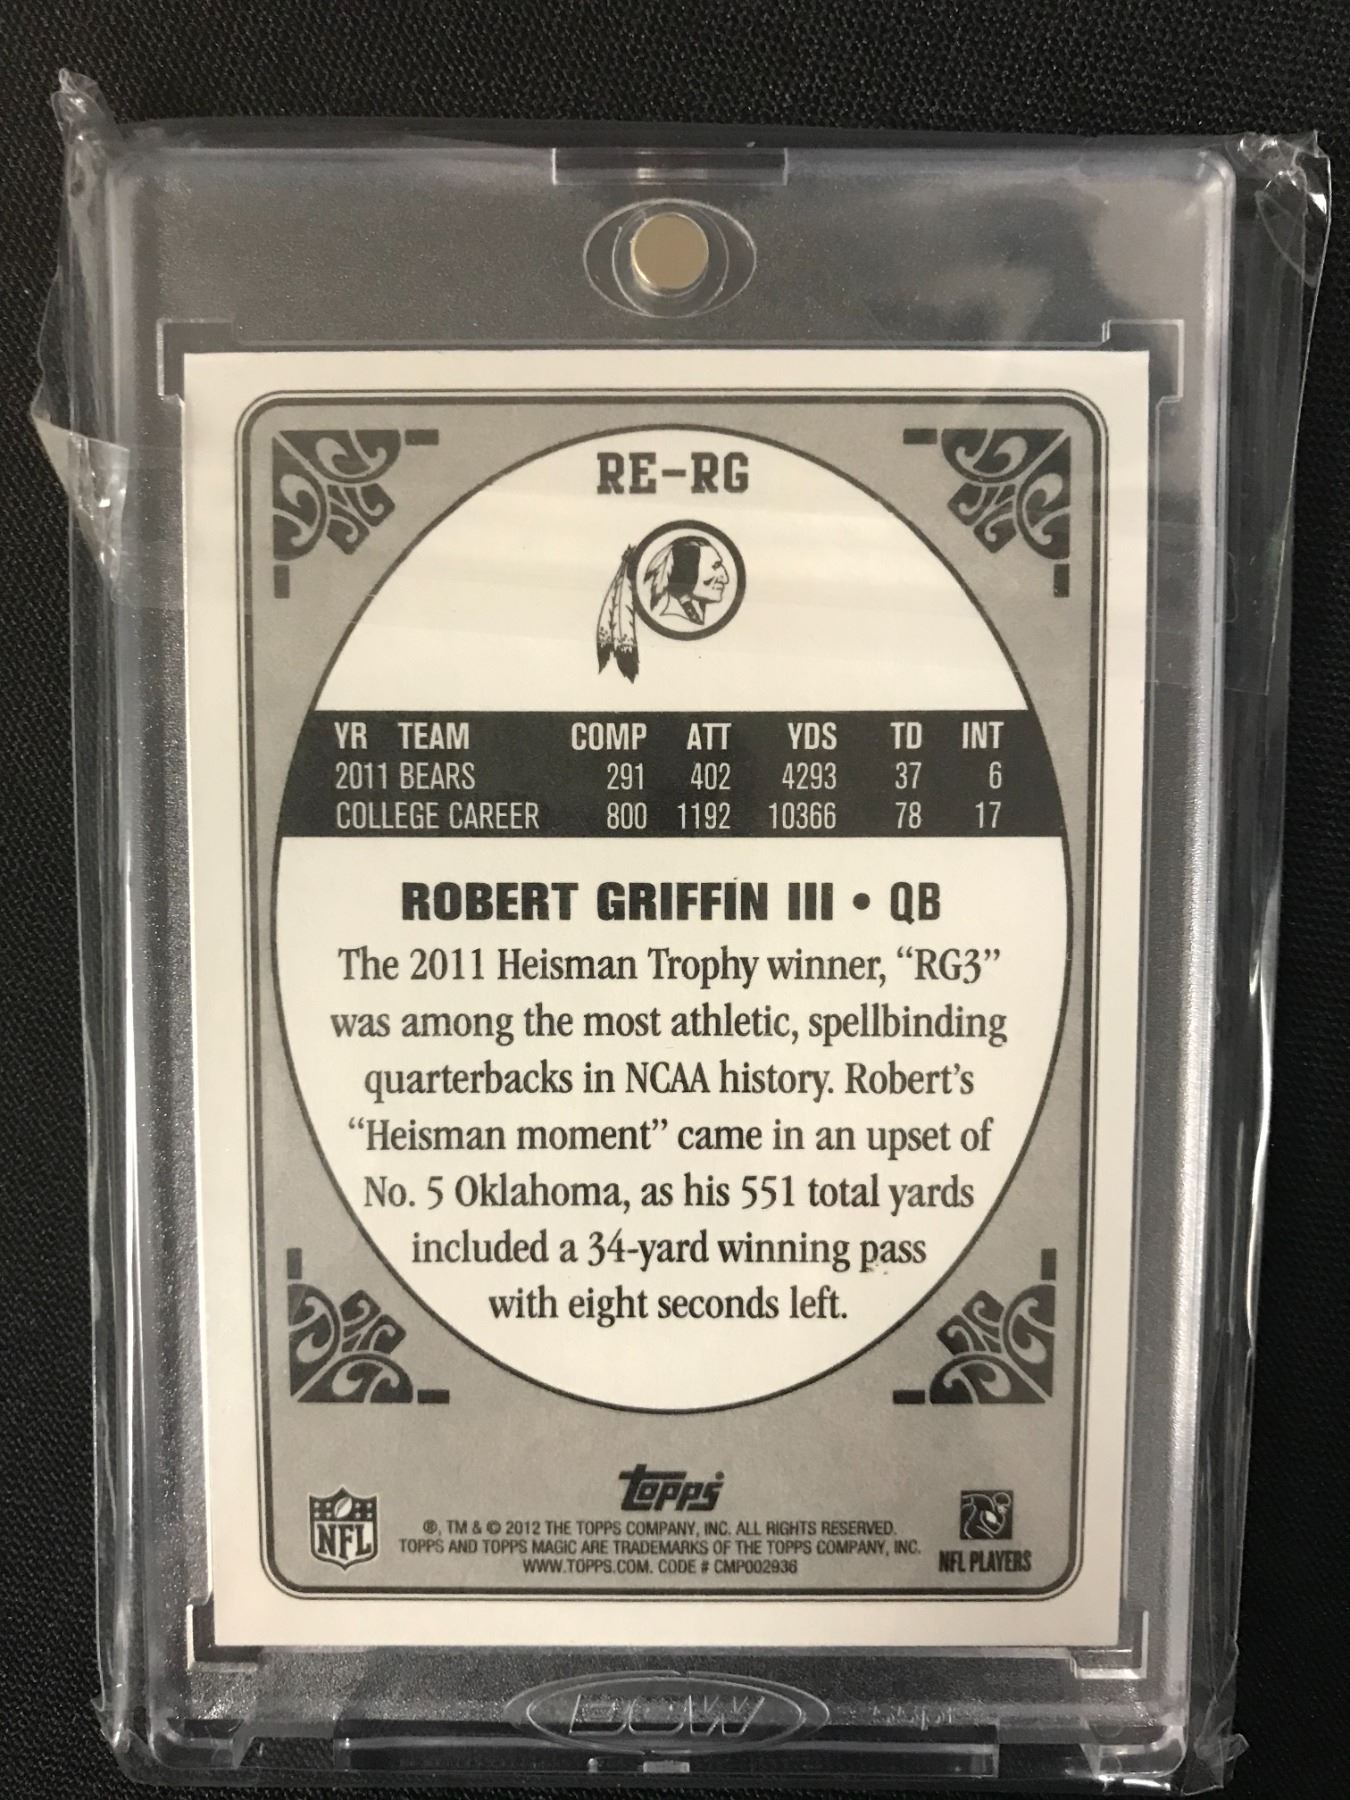 RE-RG
YR TEAM COMP ATT YDS TD INT
2011 BEARS 291 402 4293 37 6
COLLEGE CAREER 800 1192 10366 78 17
ROBERT GRIFFIN III • QB
The 2011 Heisman Trophy winner, “RG3”
was among the most athletic, spellbinding
quarterbacks in NCAA history. Robert’s
“Heisman moment” came in an upset of
No. 5 Oklahoma, as his 551 total yards
included a 34-yard winning pass
with eight seconds left.
topps
NFL
®, TM & © 2012 THE TOPPS COMPANY, INC. ALL RIGHTS RESERVED.
TOPPS AND TOPPS MAGIC ARE TRADEMARKS OF THE TOPPS COMPANY, INC.
WWW.TOPPS.COM. CODE # CMP002936
NFL PLAYERS